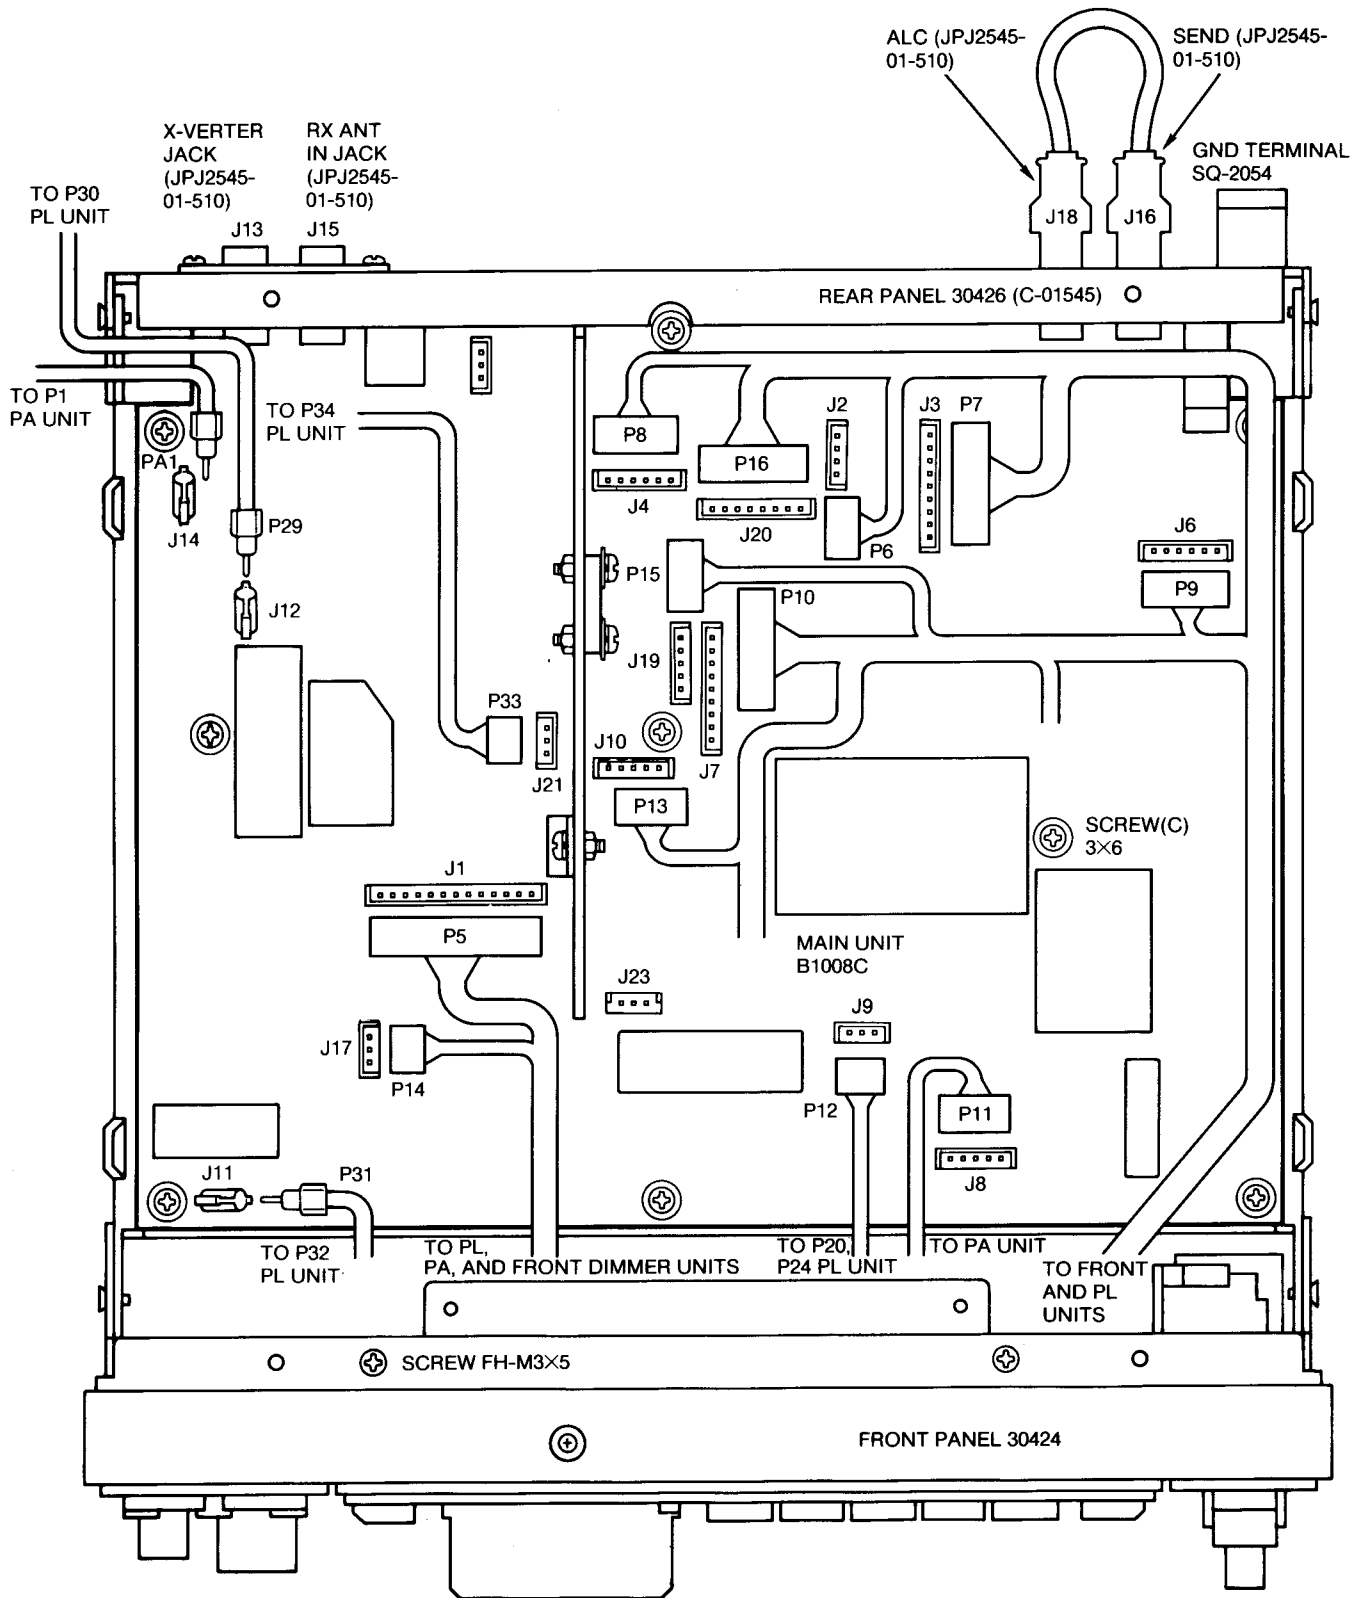 ALC (JPJ2545-
01-510)
SEND (JPJ2545-
01-510)
X-VERTER
JACK
(JPJ2545-
01-510)
RX ANT
IN JACK
(JPJ2545-
01-510)
GND TERMINAL
SQ-2054
TO P30
PL UNIT
J13
J15
J18
J16
REAR PANEL 30426 (C-01545)
TO P1
PA UNIT
TO P34
PL UNIT
PA1
J14
P29
J12
P8
P16
J2
J3
P7
J4
J20
P6
J6
P9
P15
P10
J19
P33
J21
J10
J7
P13
SCREW(C)
3×6
J1
P5
MAIN UNIT
B1008C
J23
J9
J17
P14
P12
P11
J8
J11
P31
TO P32
PL UNIT
TO PL,
PA, AND FRONT DIMMER UNITS
TO P20,
P24 PL UNIT
TO PA UNIT
TO FRONT
AND PL
UNITS
SCREW FH-M3×5
FRONT PANEL 30424